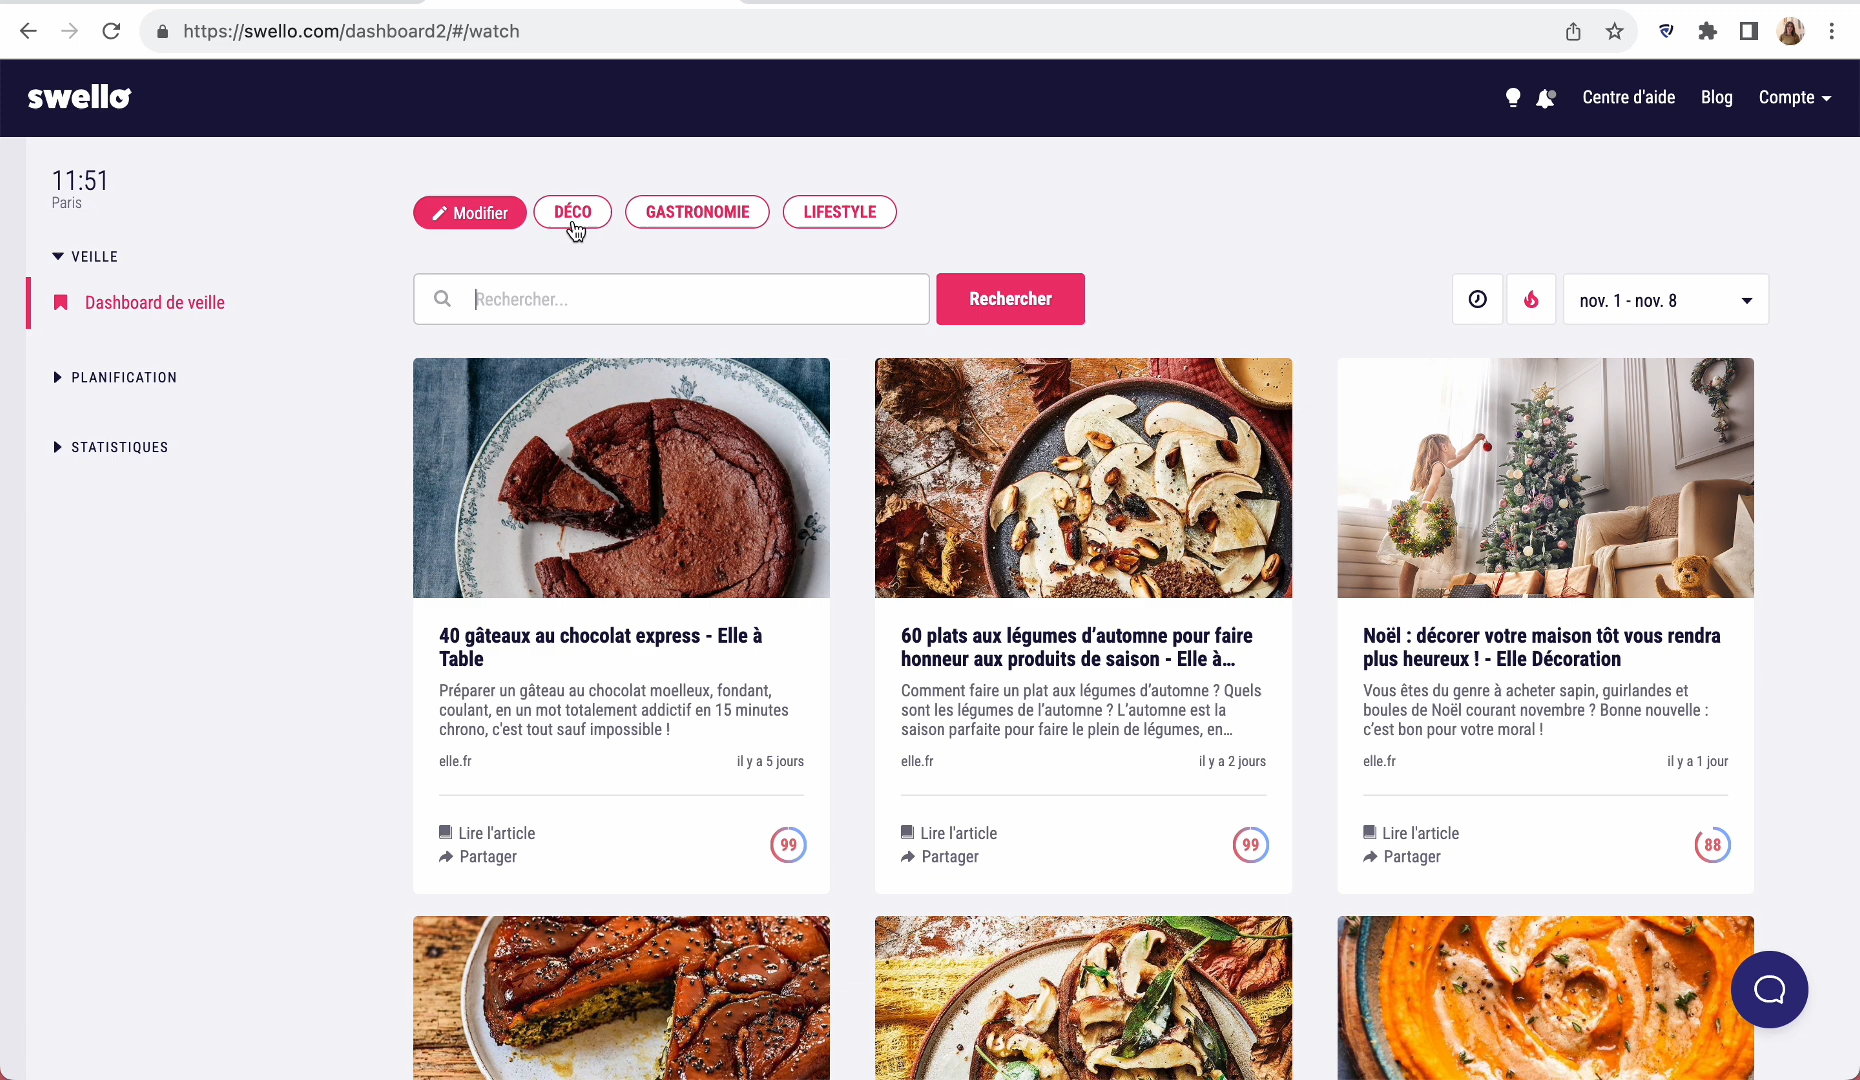 https://swello.com/dashboard2/#/watch
swello
Centre d'aide
Blog
Compte
11:51
Paris
VEILLE
Dashboard de veille
PLANIFICATION
STATISTIQUES
Modifier
DÉCO
GASTRONOMIE
LIFESTYLE
Rechercher...
Rechercher
nov. 1 - nov. 8
40 gâteaux au chocolat express - Elle à
Table
Préparer un gâteau au chocolat moelleux, fondant,
coulant, en un mot totalement addictif en 15 minutes
chrono, c'est tout sauf impossible !
elle.fr
il y a 5 jours
Lire l'article
Partager
99
60 plats aux légumes d’automne pour faire
honneur aux produits de saison - Elle à...
Comment faire un plat aux légumes d’automne ? Quels
sont les légumes de l’automne ? L’automne est la
saison parfaite pour faire le plein de légumes, en...
elle.fr
il y a 2 jours
Lire l'article
Partager
99
Noël : décorer votre maison tôt vous rendra
plus heureux ! - Elle Décoration
Vous êtes du genre à acheter sapin, guirlandes et
boules de Noël courant novembre ? Bonne nouvelle :
c’est bon pour votre moral !
elle.fr
il y a 1 jour
Lire l'article
Partager
88